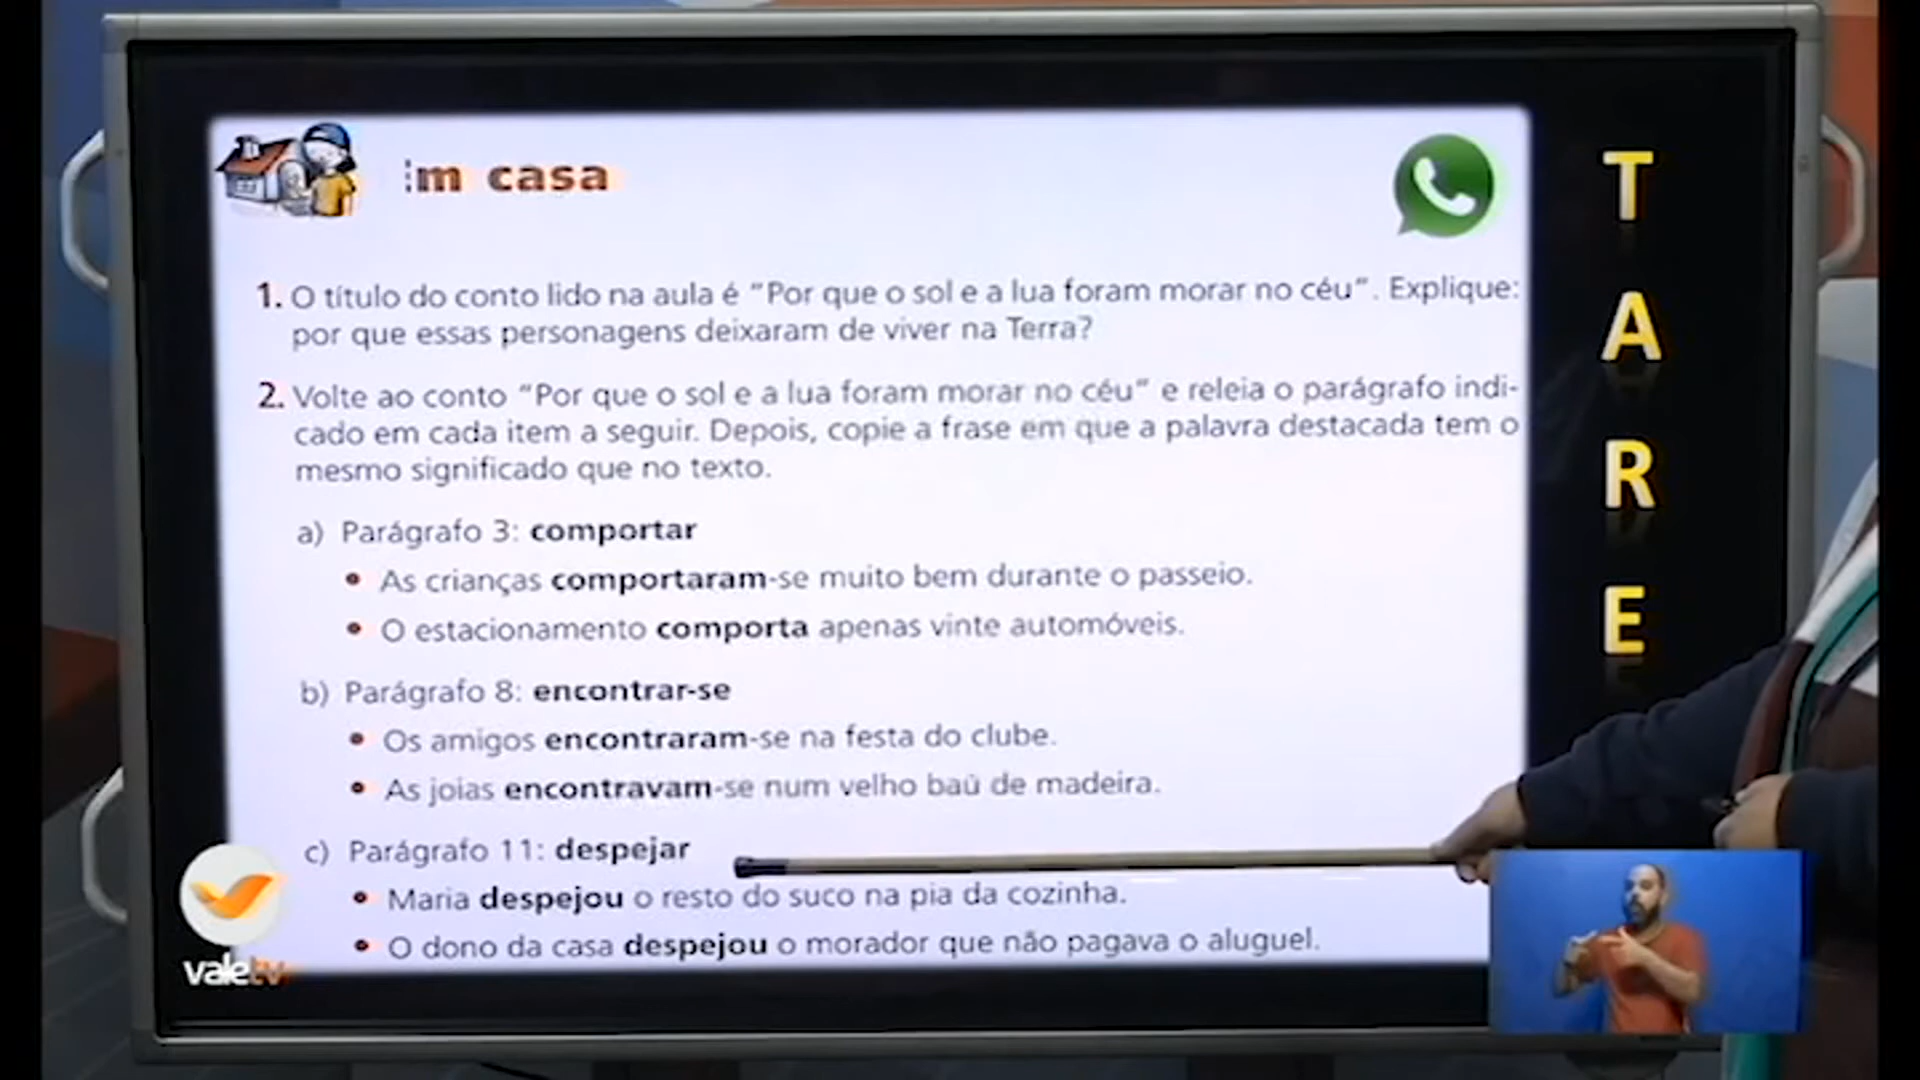 Em casa
1. O título do conto lido na aula é "Por que o sol e a lua foram morar no céu". Explique:
por que essas personagens deixaram de viver na Terra?
2. Volte ao conto "Por que o sol e a lua foram morar no céu" e releia o parágrafo indi-
cado em cada item a seguir. Depois, copie a frase em que a palavra destacada tem o
mesmo significado que no texto.
a) Parágrafo 3: comportar
• As crianças comportaram-se muito bem durante o passeio.
• O estacionamento comporta apenas vinte automóveis.
b) Parágrafo 8: encontrar-se
• Os amigos encontraram-se na festa do clube.
• As joias encontravam-se num velho baú de madeira.
c) Parágrafo 11: despejar
• Maria despejou o resto do suco na pia da cozinha.
• O dono da casa despejou o morador que não pagava o aluguel.
T
A
R
E
valetv